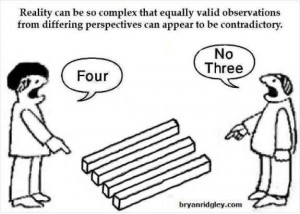 Reality can be so complex that equally valid observations
from differing perspectives can appear to be contradictory.
Four
No
Three
bryanridgley.com